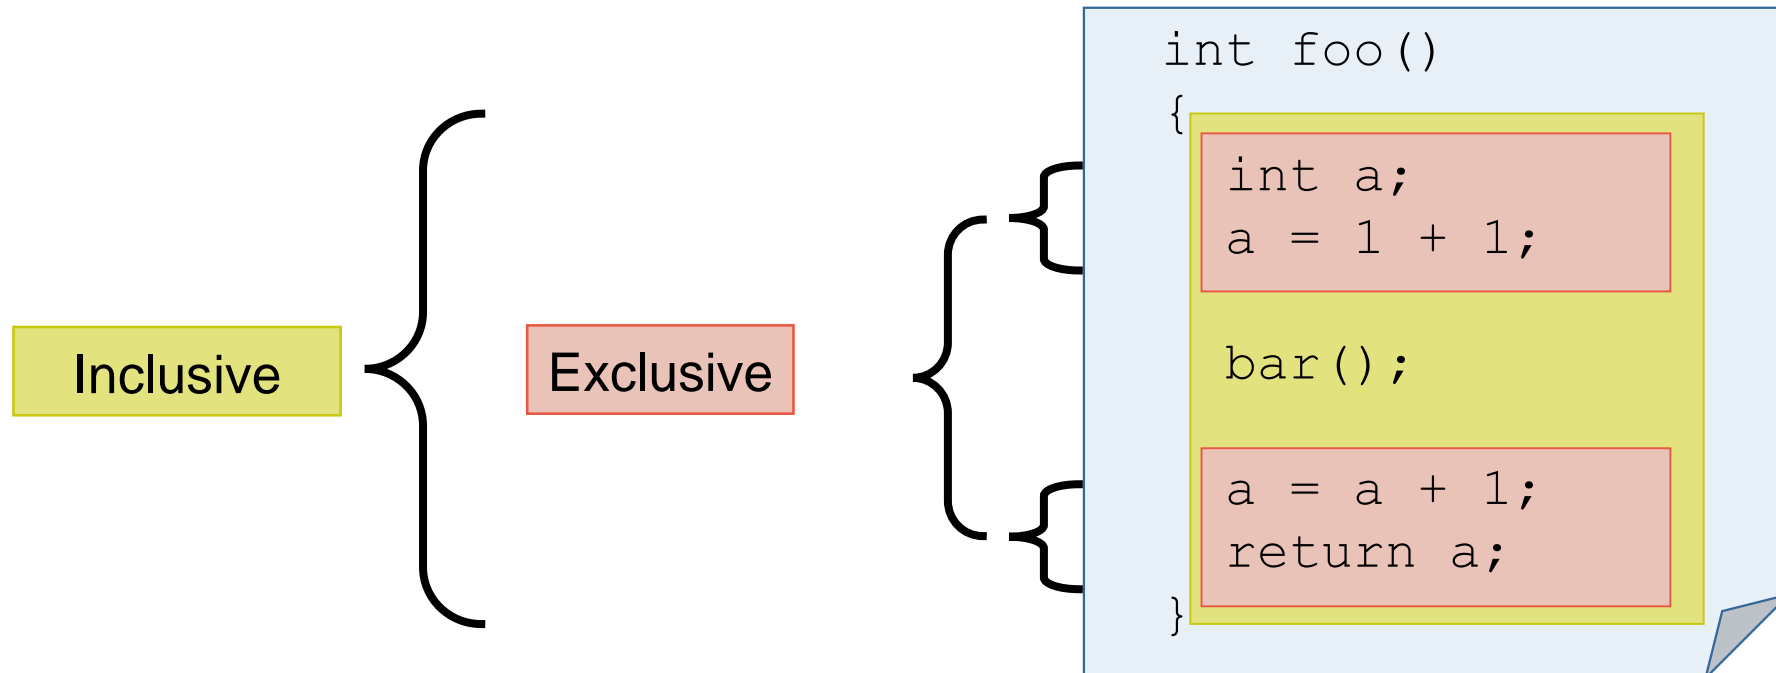 Inclusive
Exclusive
int foo()
{
int a;
a = 1 + 1;
bar();
a = a + 1;
return a;
}